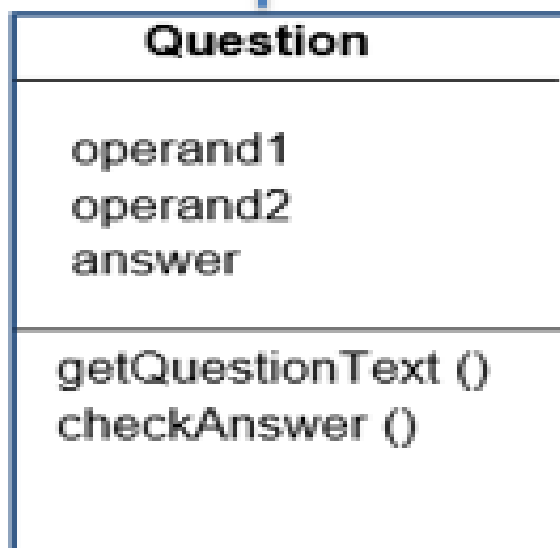 Question
operand1
operand2
answer
getQuestionText ()
checkAnswer ()